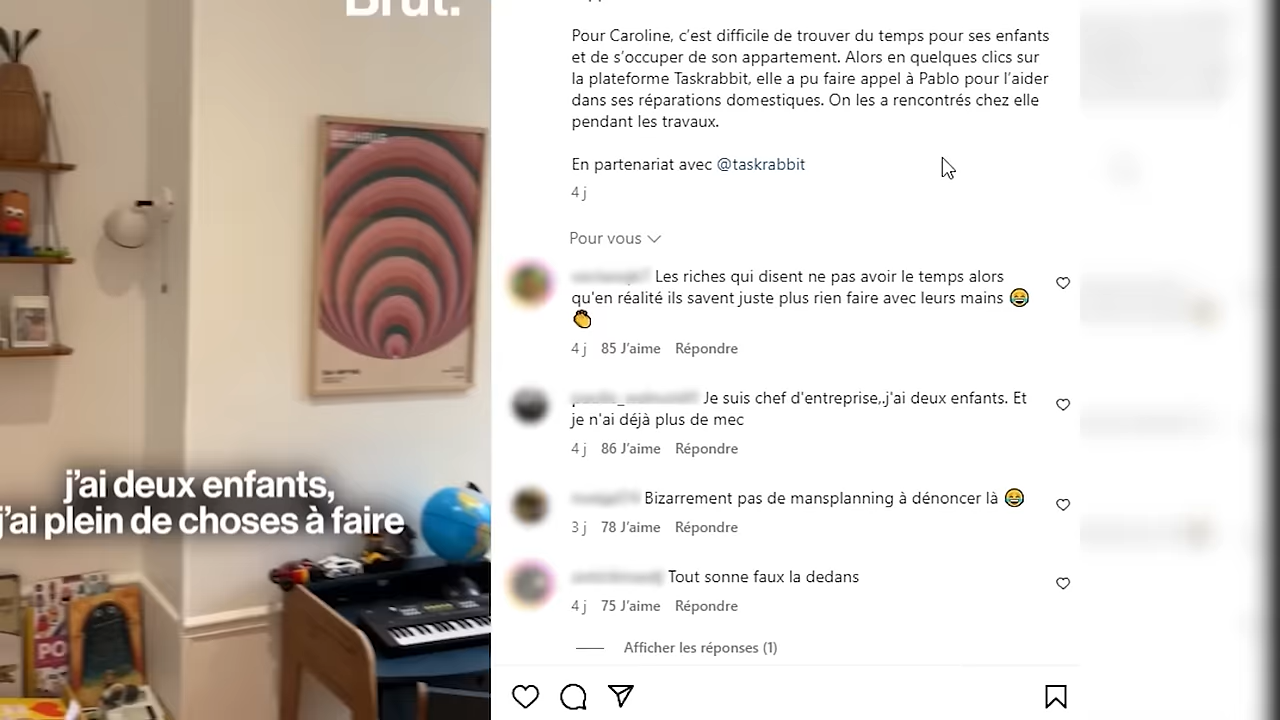 Brut.
Pour Caroline, c’est difficile de trouver du temps pour ses enfants
et de s’occuper de son appartement. Alors en quelques clics sur
la plateforme Taskrabbit, elle a pu faire appel à Pablo pour l’aider
dans ses réparations domestiques. On les a rencontrés chez elle
pendant les travaux.
En partenariat avec @taskrabbit
4 j
Pour vous
Les riches qui disent ne pas avoir le temps alors
qu'en réalité ils savent juste plus rien faire avec leurs mains 😂
👏
4 j 85 J’aime Répondre
Je suis chef d'entreprise,.j'ai deux enfants. Et
je n'ai déjà plus de mec
4 j 86 J’aime Répondre
Bizarrement pas de mansplanning à dénoncer là 😂
3 j 78 J’aime Répondre
Tout sonne faux la dedans
4 j 75 J’aime Répondre
Afficher les réponses (1)
BAUHAUS
j’ai deux enfants,
j’ai plein de choses à faire
PO